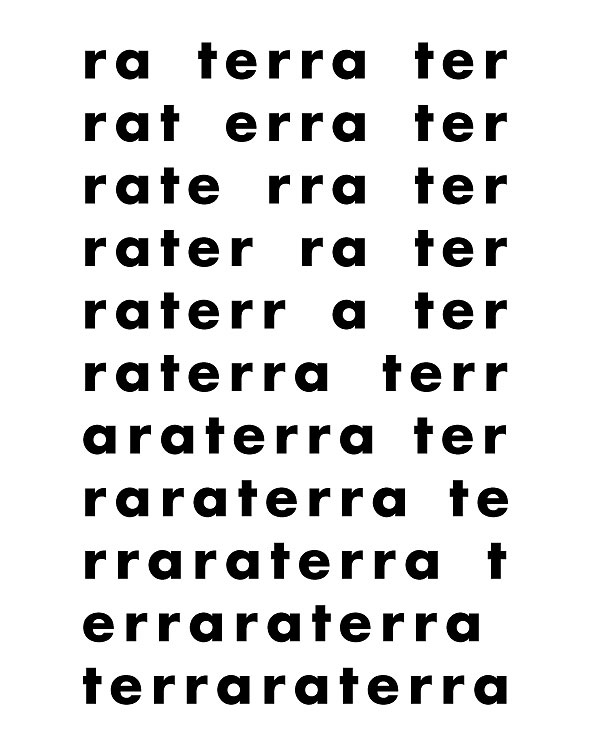 ra terra ter
rat erra ter
rate rra ter
rater ra ter
raterr a ter
raterra terr
araterra ter
raraterra te
rraraterra t
erraraterra
terraraterra